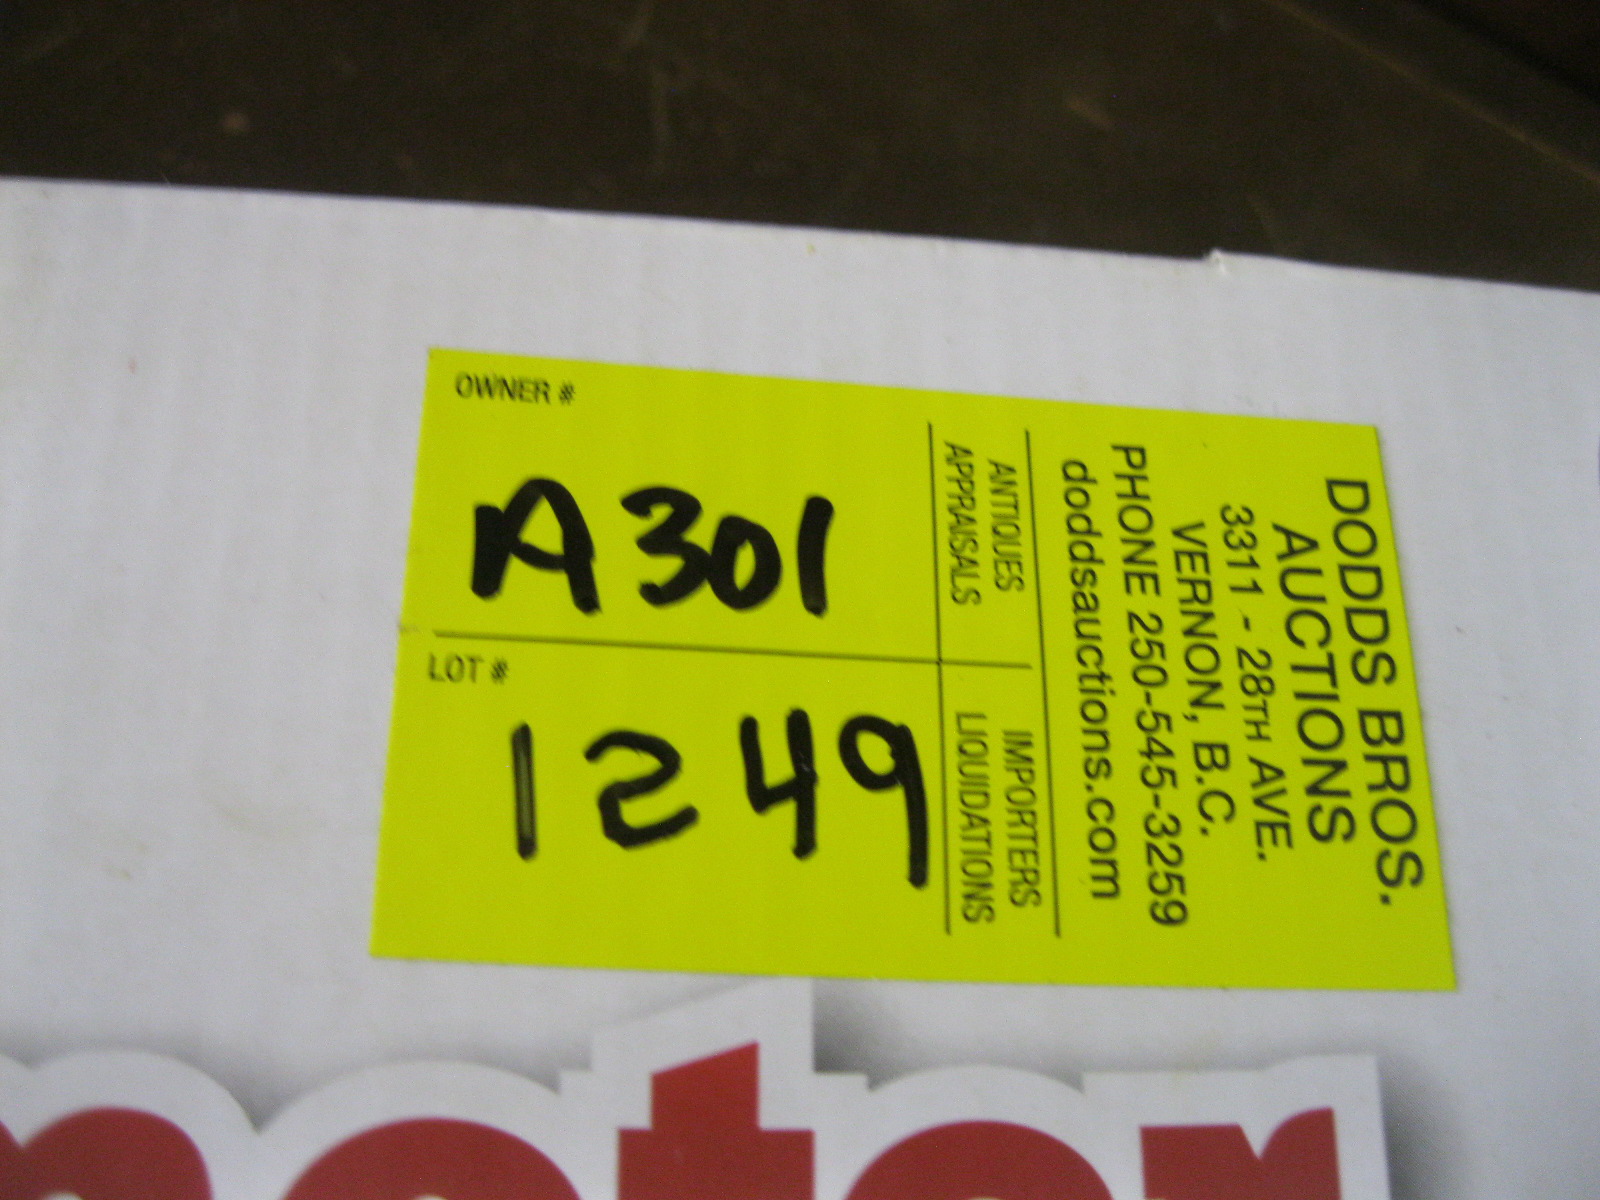 OWNER #
A301
LOT #
1249
DODDS BROS.
AUCTIONS
3311 - 28TH AVE.
VERNON, B.C.
PHONE 250-545-3259
doddsauctions.com
ANTIQUES
APPRAISALS
IMPORTERS
LIQUIDATIONS